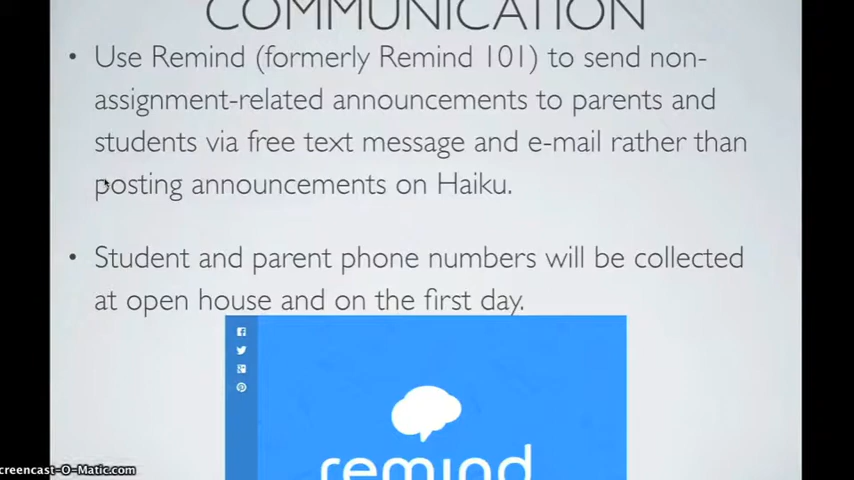 COMMUNICATION
• Use Remind (formerly Remind 101) to send non-
assignment-related announcements to parents and
students via free text message and e-mail rather than
posting announcements on Haiku.
• Student and parent phone numbers will be collected
at open house and on the first day.
remind
creencast-O-Matic.com